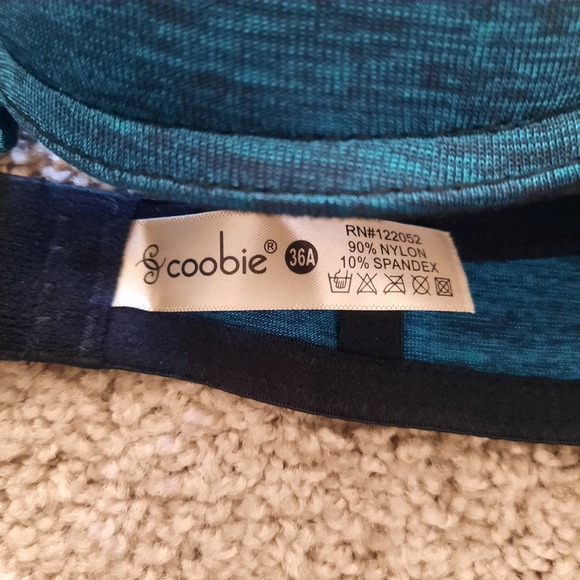 coobie® 36A
RN#122052
90% NYLON
10% SPANDEX